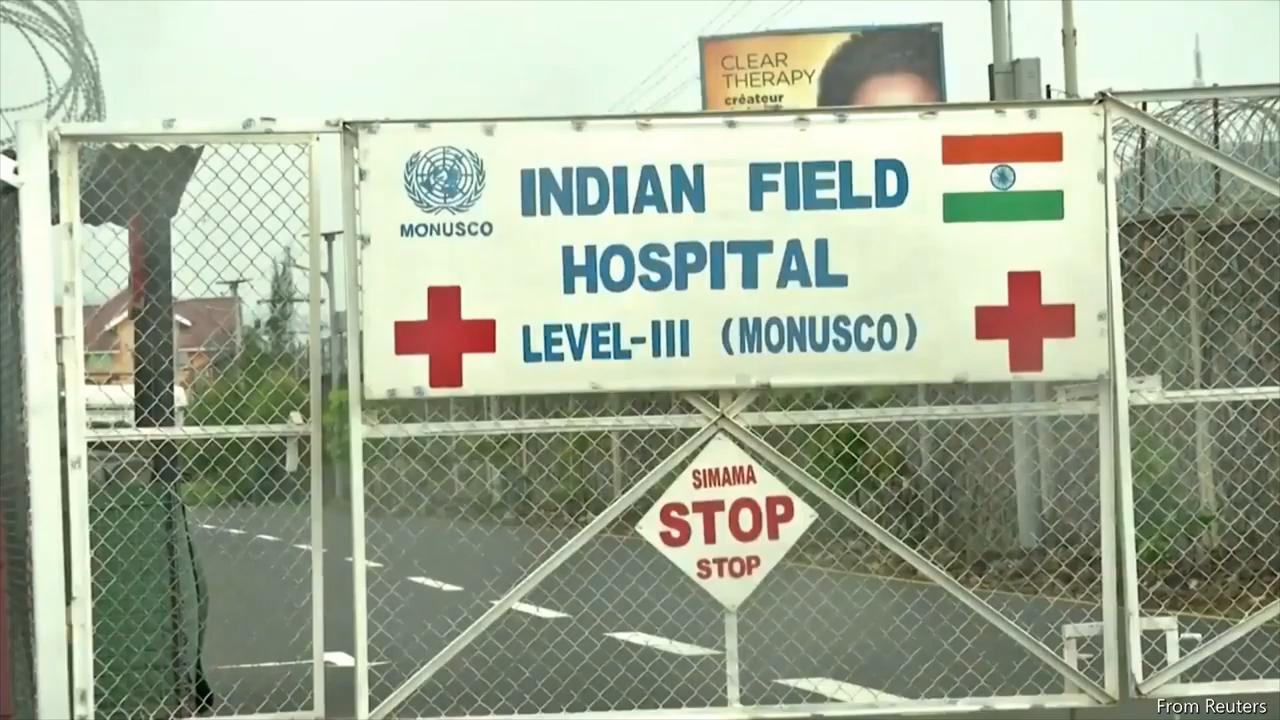 CLEAR
THERAPY
créateur
MONUSCO
INDIAN FIELD
HOSPITAL
LEVEL-III (MONUSCO)
SIMAMA
STOP
STOP
From Reuters